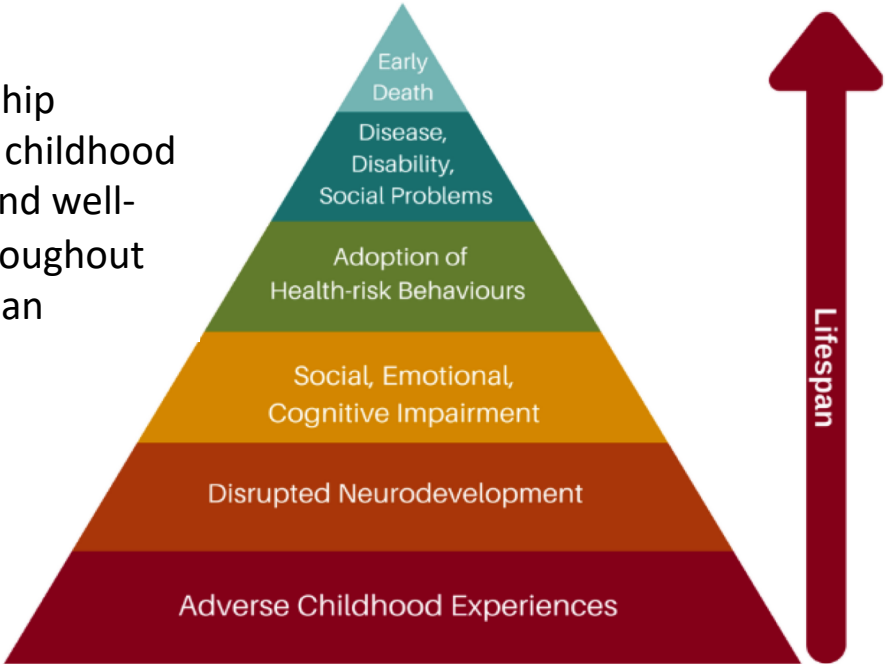 hip
childhood
nd well-
oughout
an
Early
Death
Disease,
Disability,
Social Problems
Adoption of
Health-risk Behaviours
Social, Emotional,
Cognitive Impairment
Disrupted Neurodevelopment
Adverse Childhood Experiences
Lifespan